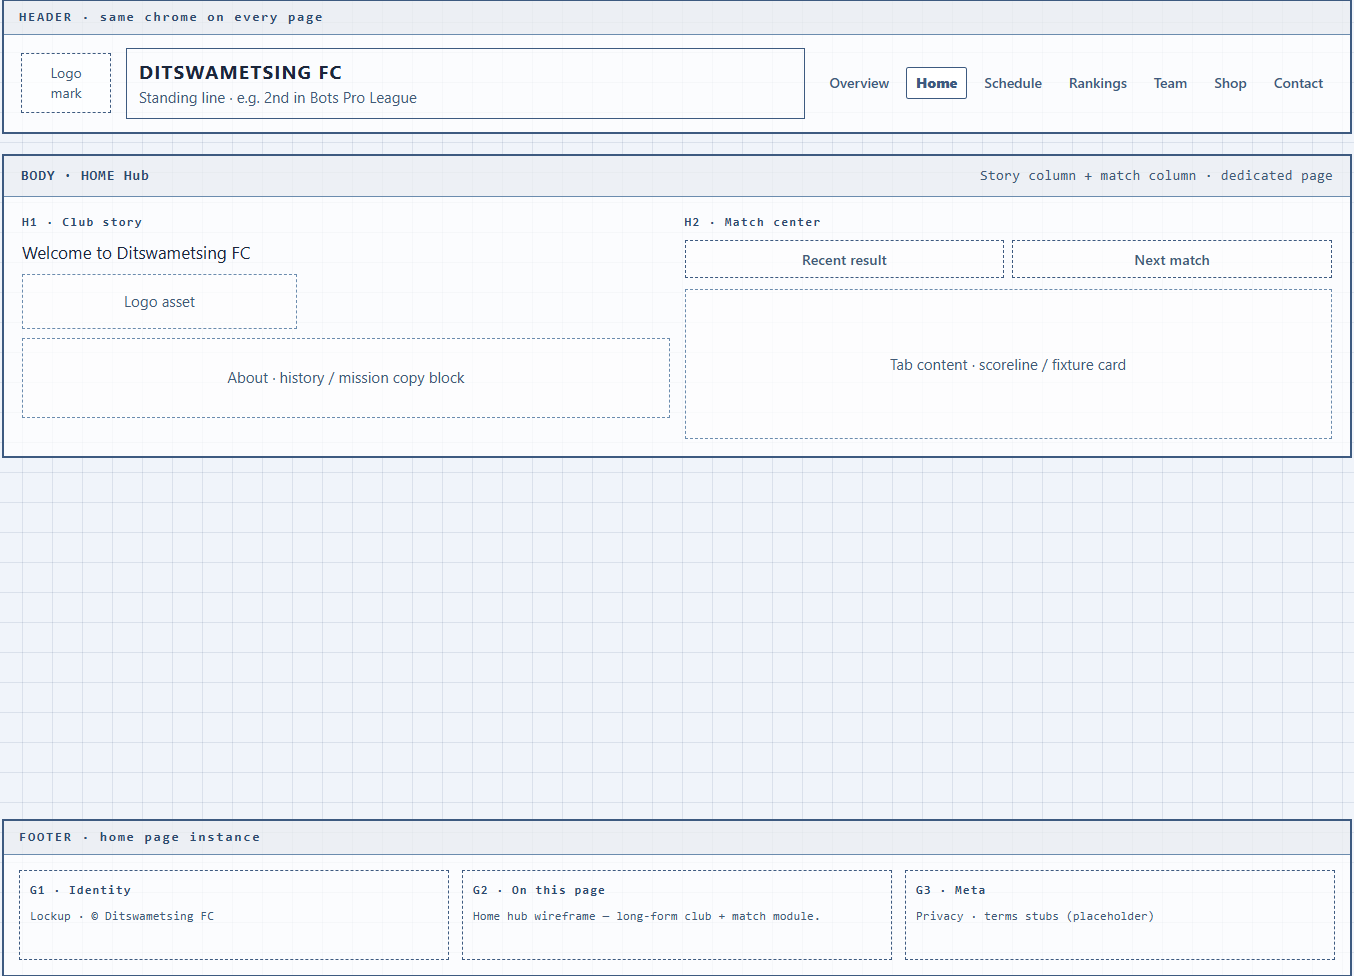 HEADER · same chrome on every page
Logo
mark
DITSWAMETSING FC
Standing line · e.g. 2nd in Bots Pro League
Overview Home Schedule Rankings Team Shop Contact
BODY · HOME Hub
Story column + match column · dedicated page
H1 · Club story
Welcome to Ditswametsing FC
Logo asset
About · history / mission copy block
H2 · Match center
Recent result
Next match
Tab content · scoreline / fixture card
FOOTER · home page instance
G1 · Identity
Lockup · © Ditswametsing FC
G2 · On this page
Home hub wireframe — long-form club + match module.
G3 · Meta
Privacy · terms stubs (placeholder)